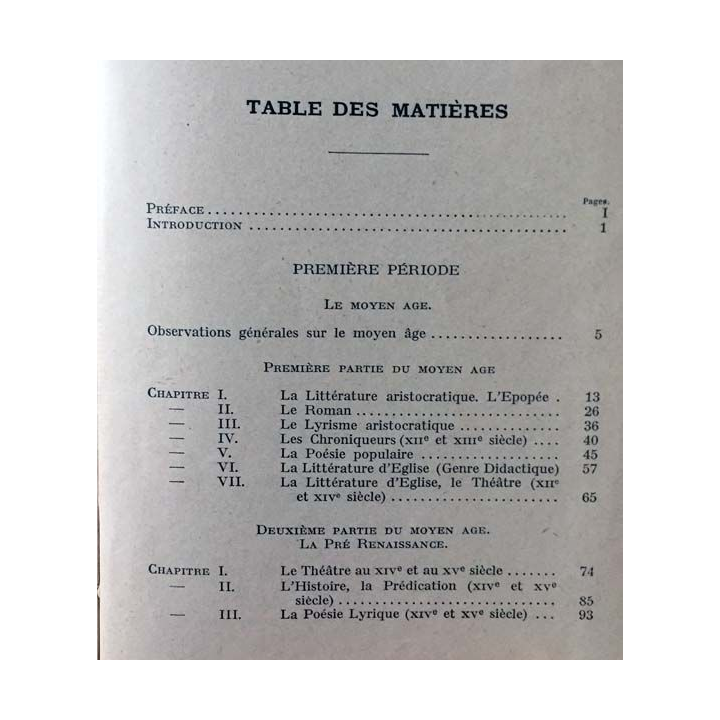 TABLE DES MATIÈRES
Pages.
PRÉFACE ........................................ I
INTRODUCTION ........................................ 1
PREMIÈRE PÉRIODE
LE MOYEN AGE.
Observations générales sur le moyen âge .................. 5
PREMIÈRE PARTIE DU MOYEN AGE
CHAPITRE I. La Littérature aristocratique. L'Epopée . 13
— II. Le Roman ........................... 26
— III. Le Lyrisme aristocratique .............. 36
— IV. Les Chroniqueurs (XIIe et XIIIe siècle) .... 40
— V. La Poésie populaire ................... 45
— VI. La Littérature d'Eglise (Genre Didactique) 57
— VII. La Littérature d'Eglise, le Théâtre (XIIe
et XIVe siècle) ...................... 65
DEUXIÈME PARTIE DU MOYEN AGE.
LA PRÉ RENAISSANCE.
CHAPITRE I. Le Théâtre au XIVe et au XVe siècle ....... 74
— II. L'Histoire, la Prédication (XIVe et XVe
siècle) ............................... 85
— III. La Poésie Lyrique (XIVe et XVe siècle) ... 93